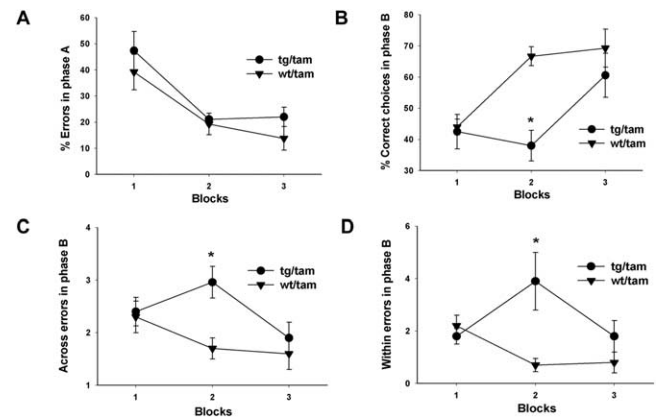 A
% Errors in phase A
60
50
40
30
20
10
0
tg/tam
wt/tam
1 2 3
Blocks
B
% Correct choices in phase B
80
70
60
50
40
30
*
tg/tam
wt/tam
1 2 3
Blocks
C
Across errors in phase B
4
3
2
1
*
tg/tam
wt/tam
1 2 3
Blocks
D
Within errors in phase B
6
4
2
0
*
tg/tam
wt/tam
1 2 3
Blocks